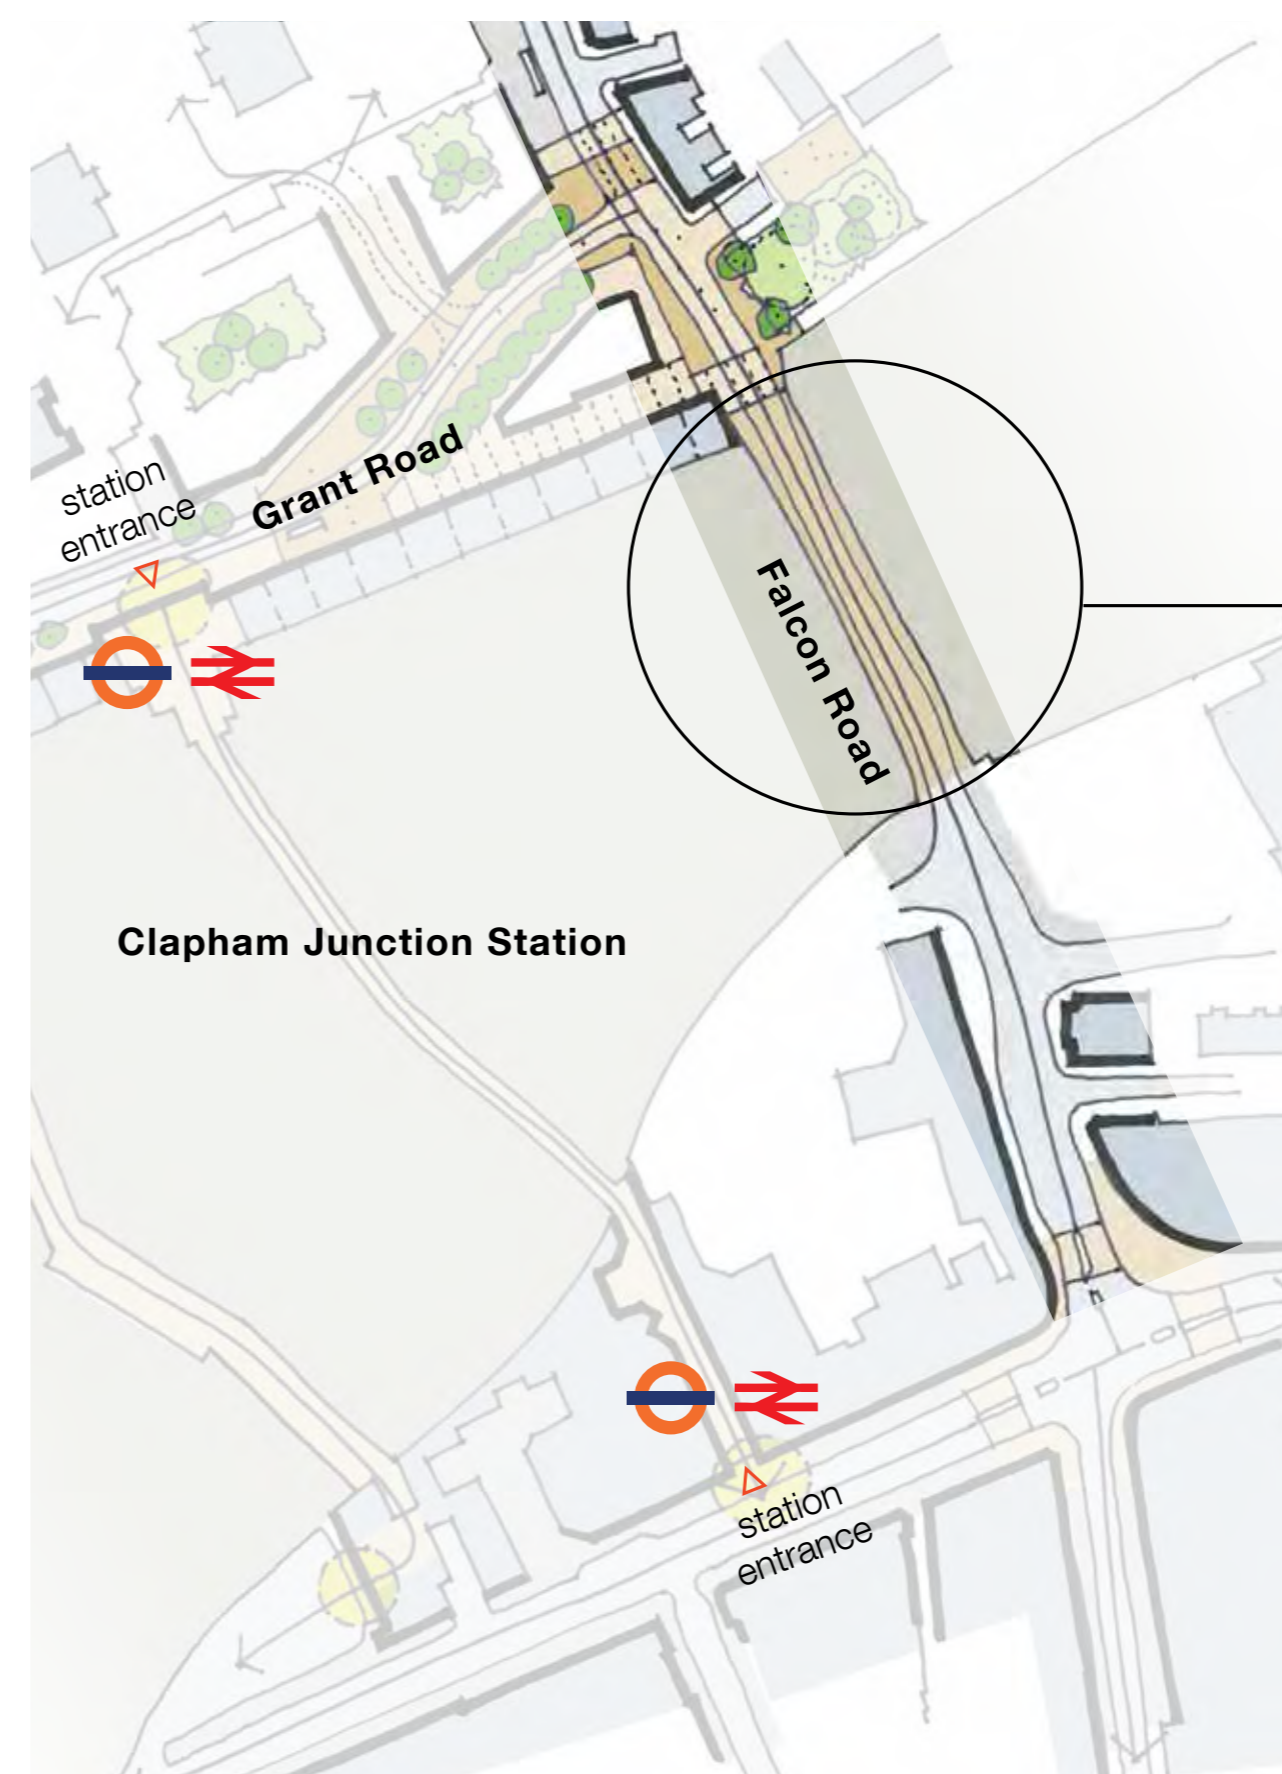 station
entrance
Grant Road
Falcon Road
Clapham Junction Station
station
entrance